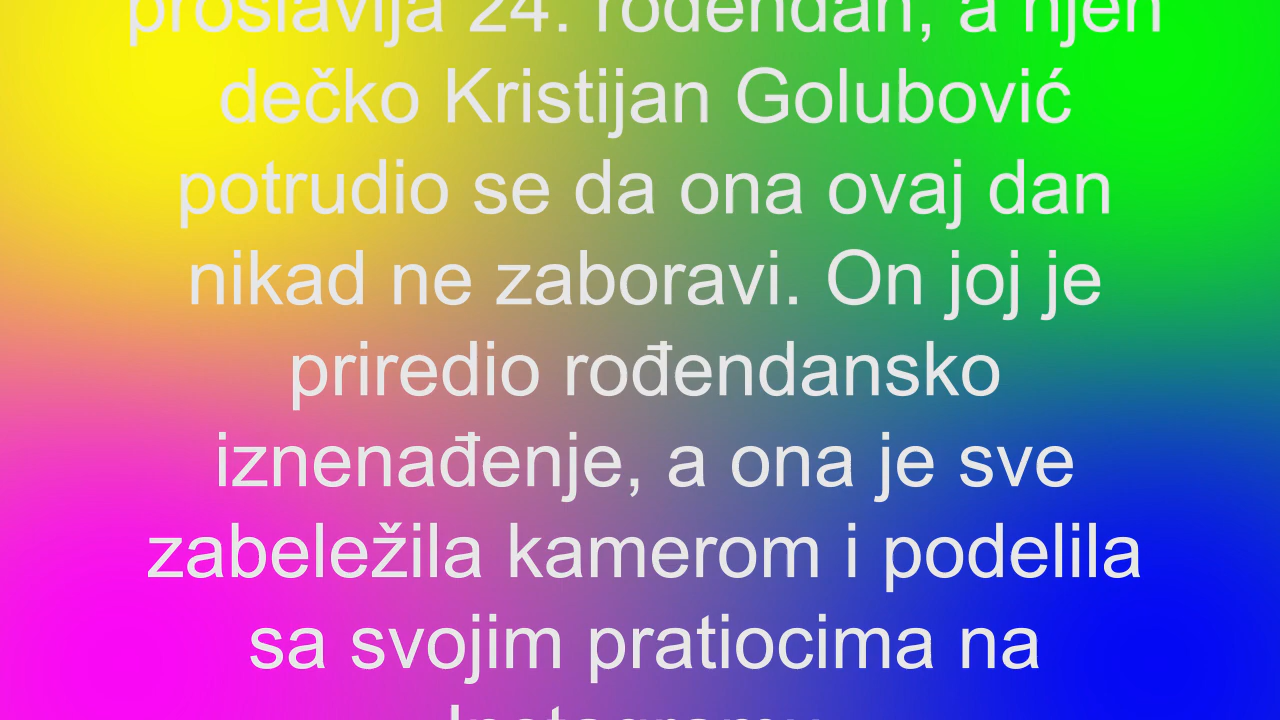 proslavlja 24. rođendan, a njen
dečko Kristijan Golubović
potrudio se da ona ovaj dan
nikad ne zaboravi. On joj je
priredio rođendansko
iznenađenje, a ona je sve
zabeležila kamerom i podelila
sa svojim pratiocima na